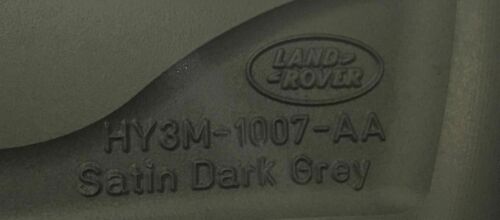 LAND
ROVER
HY3M-1007-AA
Satin Dark Grey